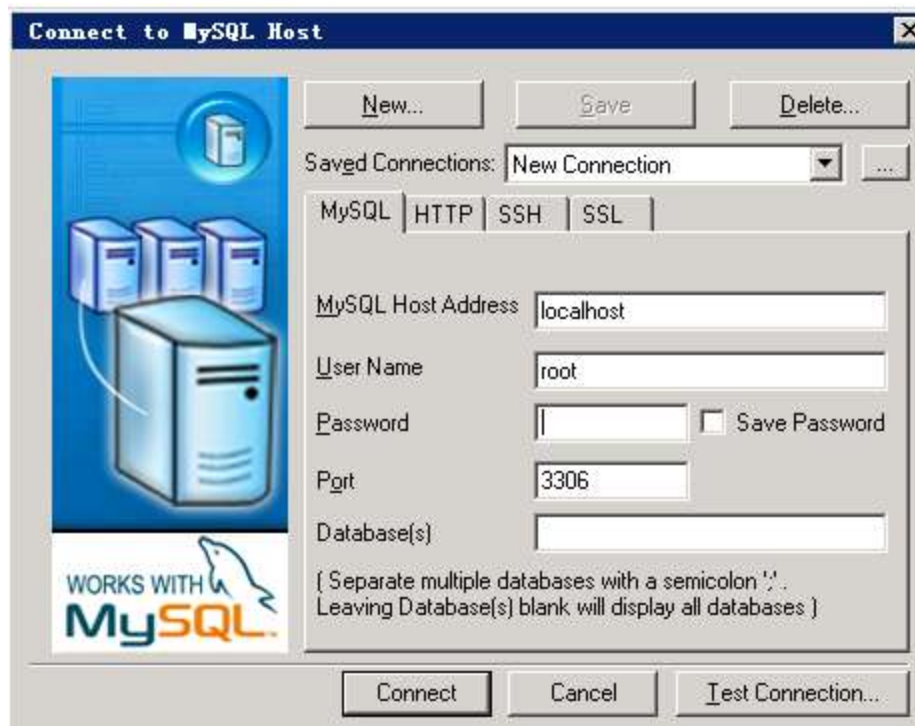 Connect to MySQL Host
New... Save Delete...
Saved Connections: New Connection ...
MySQL HTTP SSH SSL
MySQL Host Address localhost
User Name root
Password Save Password
Port 3306
Database(s)
( Separate multiple databases with a semicolon ';' .
Leaving Database(s) blank will display all databases )
WORKS WITH
MySQL
Connect Cancel Test Connection...